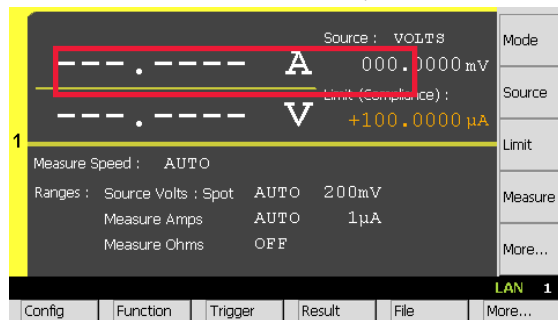 Source : VOLTS
---.---- A 000.0000 mV
Limit (Compliance) :
---.---- V +100.0000 µA
1
Measure Speed : AUTO
Ranges : Source Volts : Spot AUTO 200mV
Measure Amps AUTO 1µA
Measure Ohms OFF
Mode
Source
Limit
Measure
More...
LAN 1
Config Function Trigger Result File More...